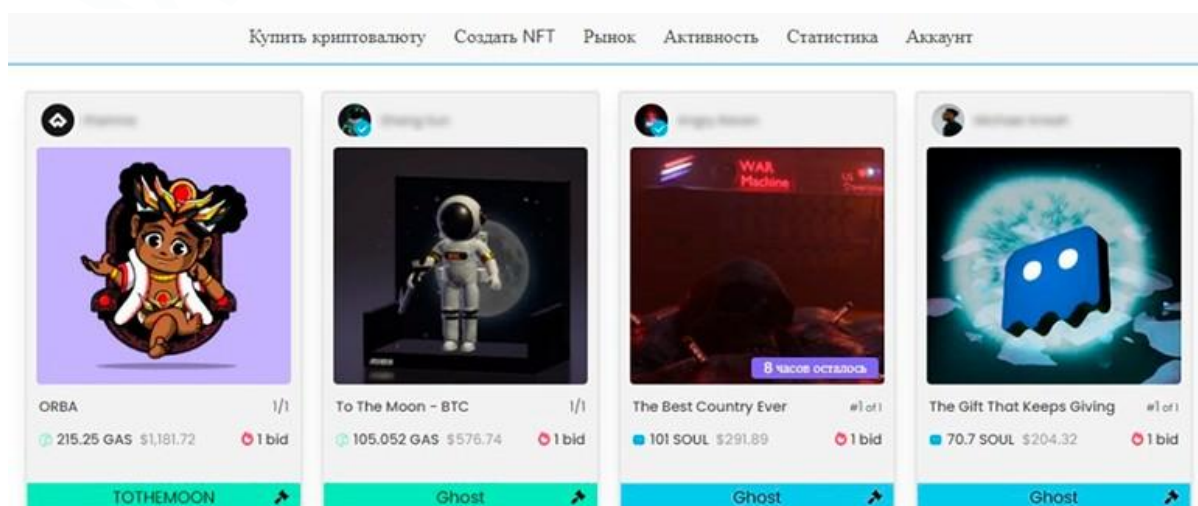 Купить криптовалюту Создать NFT Рынок Активность Статистика Аккаунт
WAR
Machine
8 часов осталось
ORBA 1/1
215.25 GAS $1,181.72 1 bid
TOTHEMOON
To The Moon - BTC 1/1
105.052 GAS $576.74 1 bid
Ghost
The Best Country Ever #1 of 1
101 SOUL $291.89 1 bid
Ghost
The Gift That Keeps Giving #1 of 1
70.7 SOUL $204.32 1 bid
Ghost